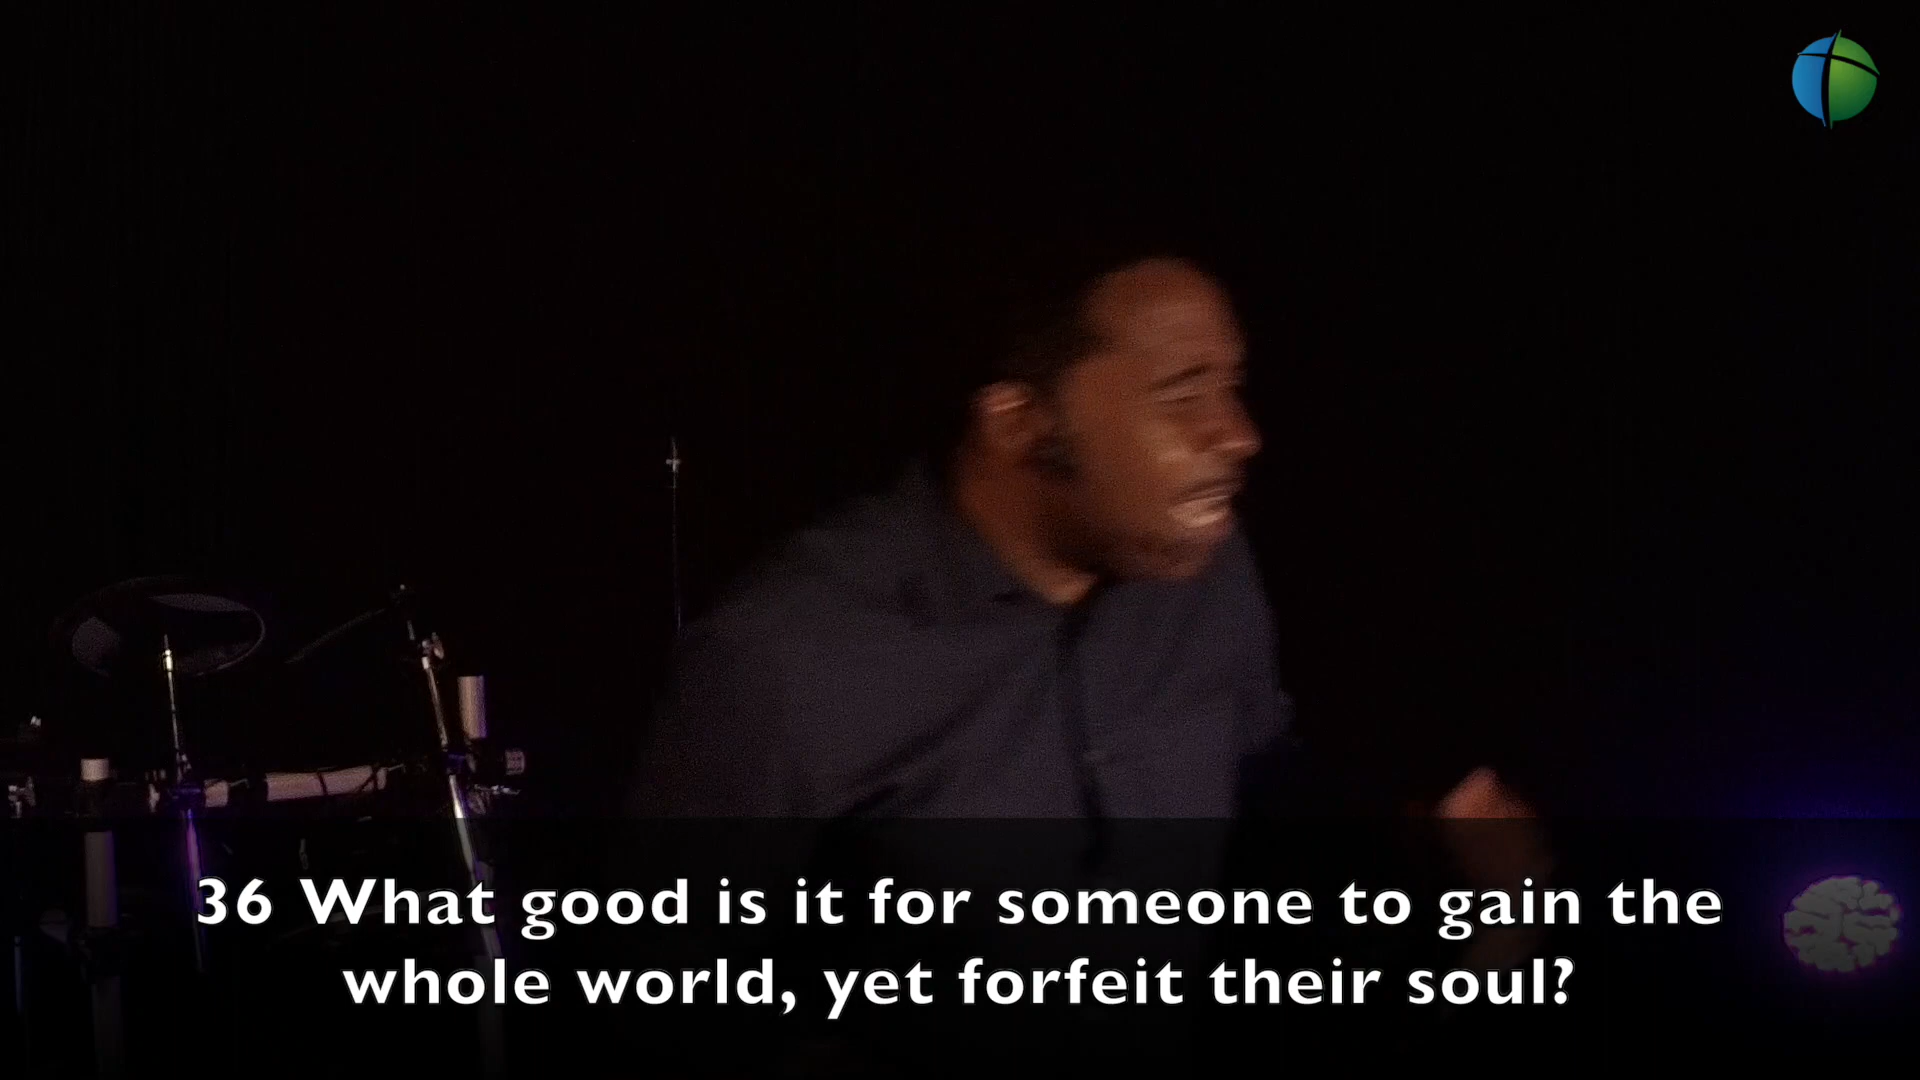 36 What good is it for someone to gain the
whole world, yet forfeit their soul?